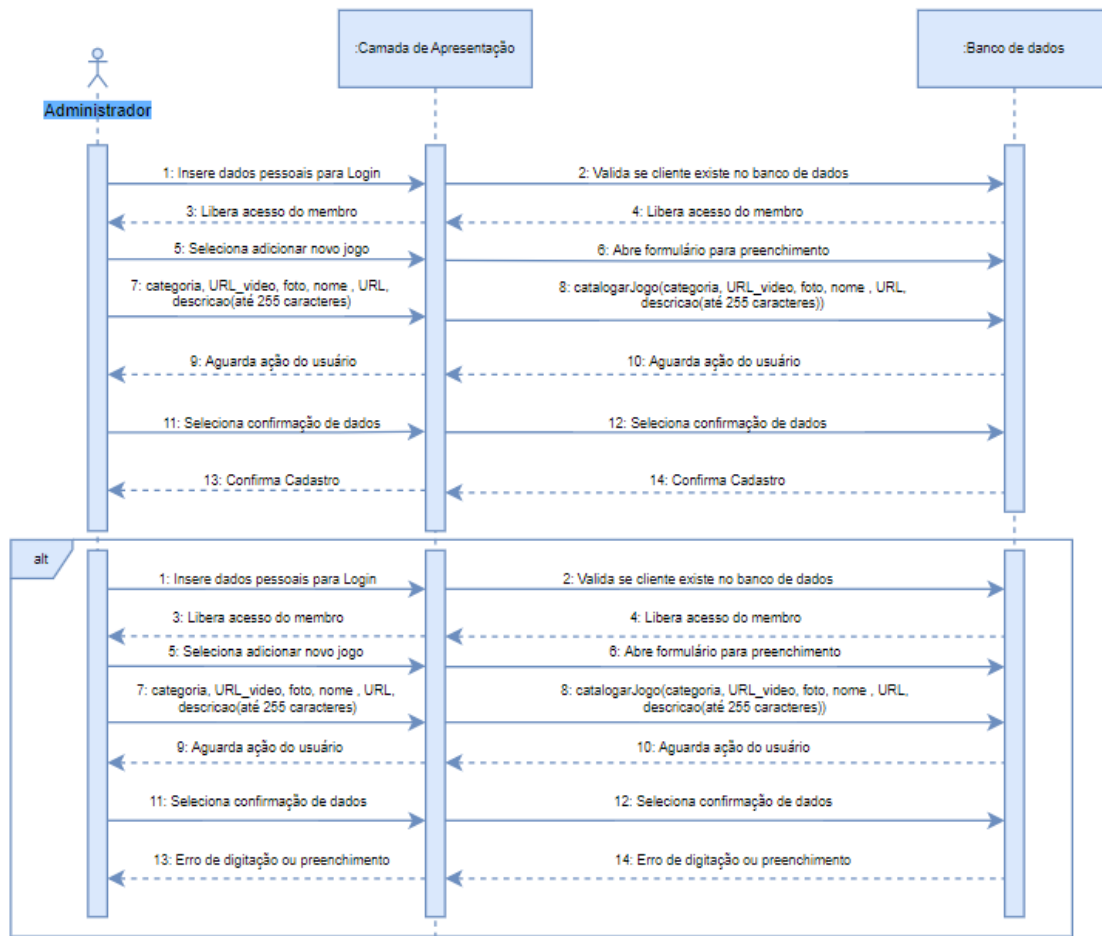 :Camada de Apresentação
:Banco de dados
Administrador
1: Insere dados pessoais para Login
2: Valida se cliente existe no banco de dados
3: Libera acesso do membro
4: Libera acesso do membro
5: Seleciona adicionar novo jogo
6: Abre formulário para preenchimento
7: categoria, URL_video, foto, nome , URL,
descricao(até 255 caracteres)
8: catalogarJogo(categoria, URL_video, foto, nome , URL,
descricao(até 255 caracteres))
9: Aguarda ação do usuário
10: Aguarda ação do usuário
11: Seleciona confirmação de dados
12: Seleciona confirmação de dados
13: Confirma Cadastro
14: Confirma Cadastro
alt
1: Insere dados pessoais para Login
2: Valida se cliente existe no banco de dados
3: Libera acesso do membro
4: Libera acesso do membro
5: Seleciona adicionar novo jogo
6: Abre formulário para preenchimento
7: categoria, URL_video, foto, nome , URL,
descricao(até 255 caracteres)
8: catalogarJogo(categoria, URL_video, foto, nome , URL,
descricao(até 255 caracteres))
9: Aguarda ação do usuário
10: Aguarda ação do usuário
11: Seleciona confirmação de dados
12: Seleciona confirmação de dados
13: Erro de digitação ou preenchimento
14: Erro de digitação ou preenchimento